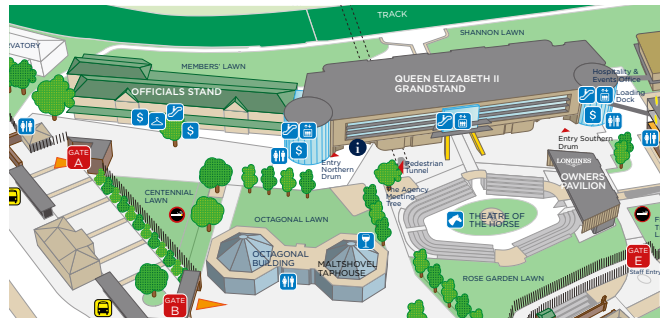 TRACK
SHANNON LAWN
RVATORY
MEMBERS' LAWN
OFFICIALS STAND
QUEEN ELIZABETH II
GRANDSTAND
Hospitality &
Events Office
Loading
Dock
$
$
$
$
i
GATE
A
Entry
Northern
Drum
Pedestrian
Tunnel
The Agency
Meeting
Tree
Entry Southern
Drum
LONGINES
OWNERS
PAVILION
CENTENNIAL
LAWN
OCTAGONAL LAWN
THEATRE OF
THE HORSE
OCTAGONAL
BUILDING
MALTSHOVEL
TAPHOUSE
ROSE GARDEN LAWN
GATE
E
Staff Entry
GATE
B